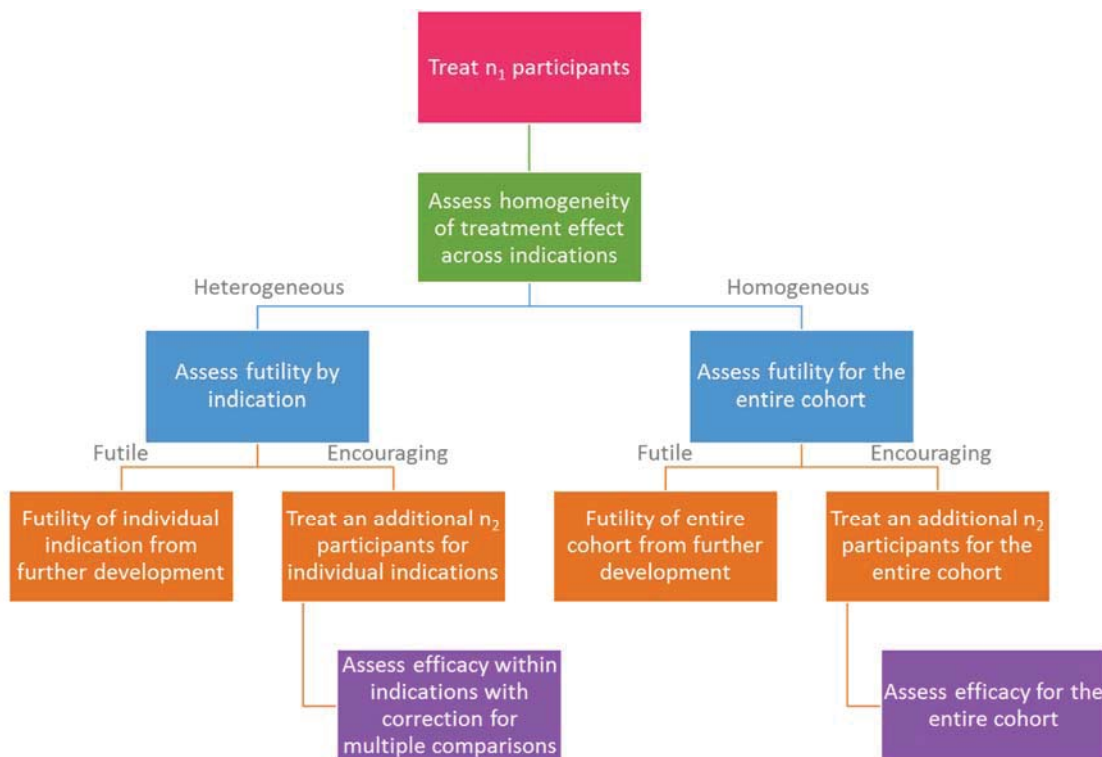 Treat n₁ participants
Assess homogeneity
of treatment effect
across indications
Heterogeneous
Homogeneous
Assess futility by
indication
Assess futility for the
entire cohort
Futile
Encouraging
Futile
Encouraging
Futility of individual
indication from
further development
Treat an additional n₂
participants for
individual indications
Futility of entire
cohort from further
development
Treat an additional n₂
participants for the
entire cohort
Assess efficacy within
indications with
correction for
multiple comparisons
Assess efficacy for the
entire cohort